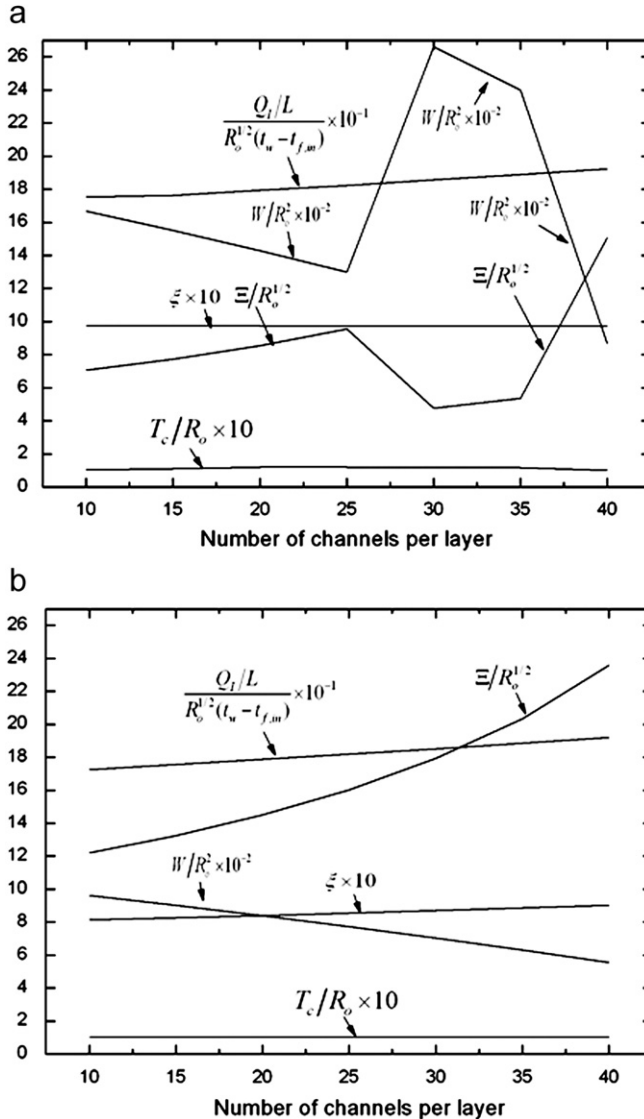 a
26
24
22
20
18
16
14
12
10
8
6
4
2
0
Q_I/L
R_o^{1/2}(t_w − t_{f,m}) ×10^{-1}
W/R_o^2 ×10^{-2}
W/R_o^2 ×10^{-2}
W/R_o^2 ×10^{-2}
Ξ/R_o^{1/2}
ξ×10
Ξ/R_o^{1/2}
T_c/R_o ×10
10 15 20 25 30 35 40
Number of channels per layer
b
26
24
22
20
18
16
14
12
10
8
6
4
2
0
Q_I/L
R_o^{1/2}(t_w − t_{f,m}) ×10^{-1}
Ξ/R_o^{1/2}
W/R_o^2 ×10^{-2}
ξ×10
T_c/R_o ×10
10 15 20 25 30 35 40
Number of channels per layer